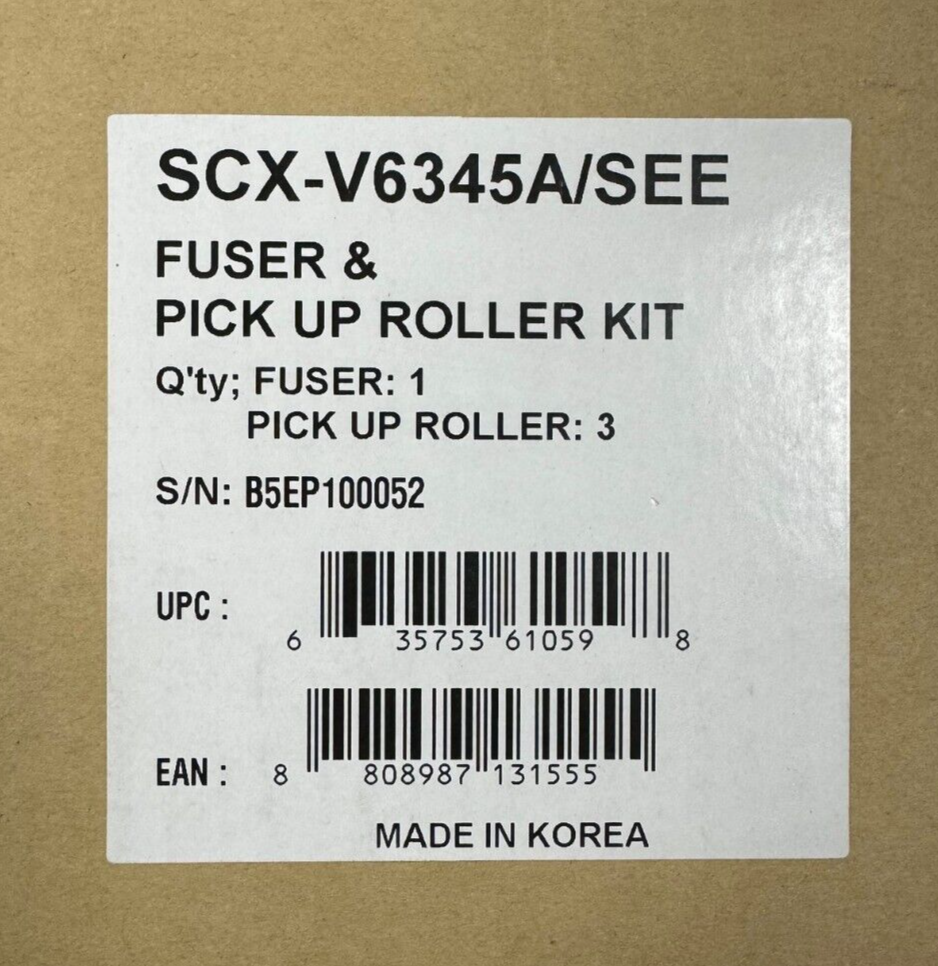 SCX-V6345A/SEE
FUSER &
PICK UP ROLLER KIT
Q'ty; FUSER: 1
PICK UP ROLLER: 3
S/N: B5EP100052
UPC :
6 35753 61059 8
EAN :
8 808987 131555
MADE IN KOREA